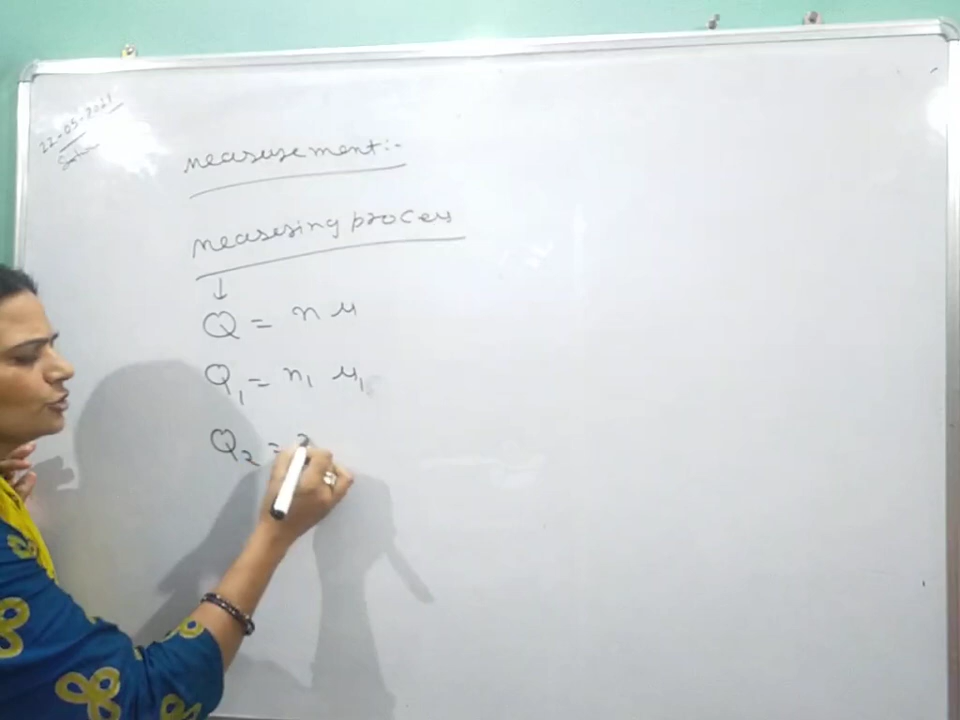 22-05-2021
measurement:-
measuring process
↓
Q = n u
Q₁ = n₁ u₁
Q₂ =